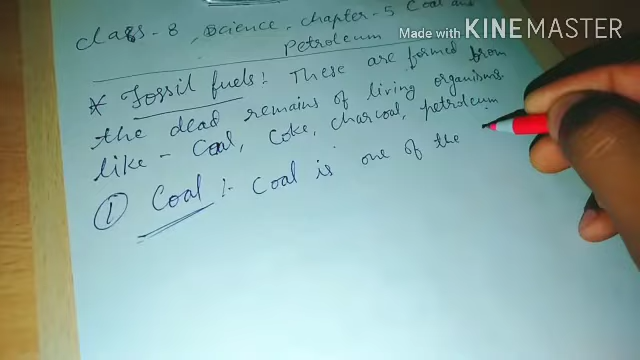 Made with KINEMASTER
Class - 8, Science, chapter - 5 Coal and
Petroleum
* Fossil fuels : These are formed from
the dead remains of living organisms
like - Coal, Coke, Charcoal, petroleum
① Coal :- Coal is one of the